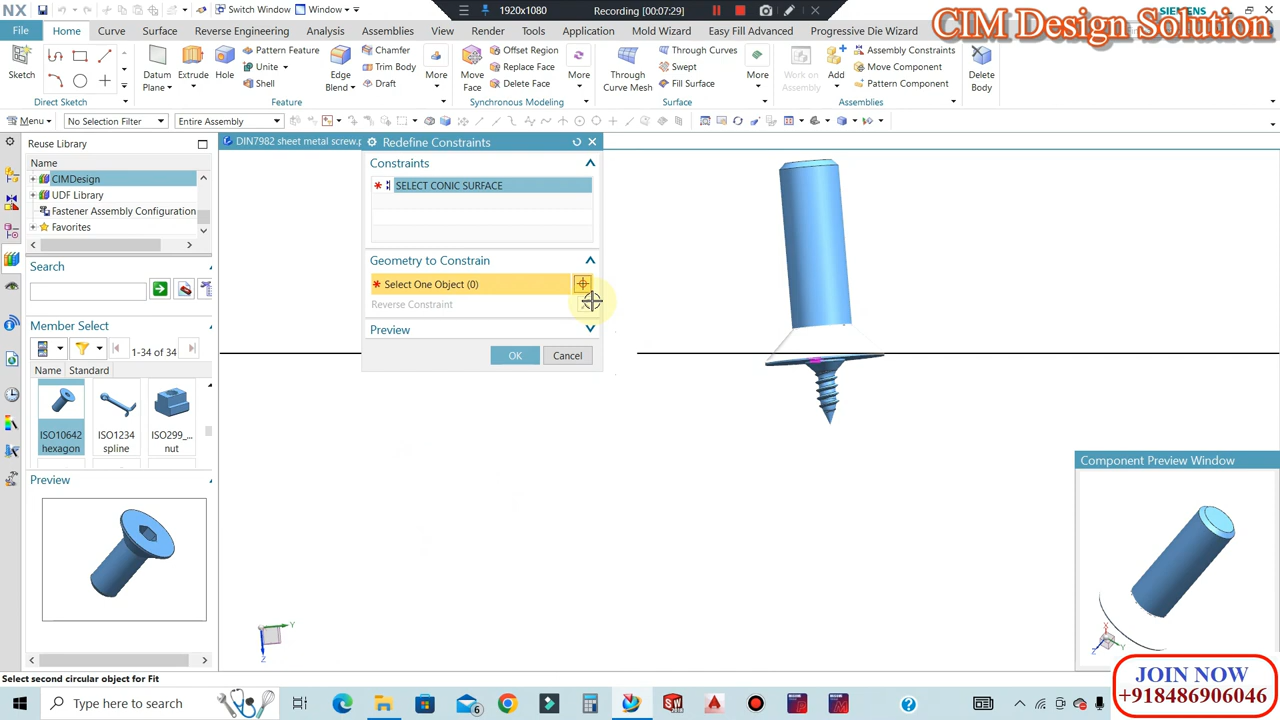 NX
Switch Window
Window
1920x1080
Recording [00:07:29]
SIEMENS
CIM Design Solution
File
Home
Curve
Surface
Reverse Engineering
Analysis
Assemblies
View
Render
Tools
Application
Mold Wizard
Easy Fill Advanced
Progressive Die Wizard
Sketch
Direct Sketch
Datum Plane
Extrude
Hole
Pattern Feature
Unite
Shell
Edge Blend
Chamfer
Trim Body
Draft
More
Feature
Move Face
Offset Region
Replace Face
Delete Face
More
Synchronous Modeling
Through Curve Mesh
Through Curves
Swept
Fill Surface
More
Surface
Work on Assembly
Add
Assembly Constraints
Move Component
Pattern Component
Assemblies
Delete Body
Menu
No Selection Filter
Entire Assembly
Reuse Library
Name
CIMDesign
UDF Library
Fastener Assembly Configuration
Favorites
Search
Member Select
1-34 of 34
Name
Standard
ISO10642 hexagon
ISO1234 spline
ISO299_... nut
Preview
DIN7982 sheet metal screw.p
Redefine Constraints
Constraints
SELECT CONIC SURFACE
Geometry to Constrain
Select One Object (0)
Reverse Constraint
Preview
OK
Cancel
Component Preview Window
Y
Z
X
Y
Z
Select second circular object for Fit
Type here to search
6
JOIN NOW
+918486906046